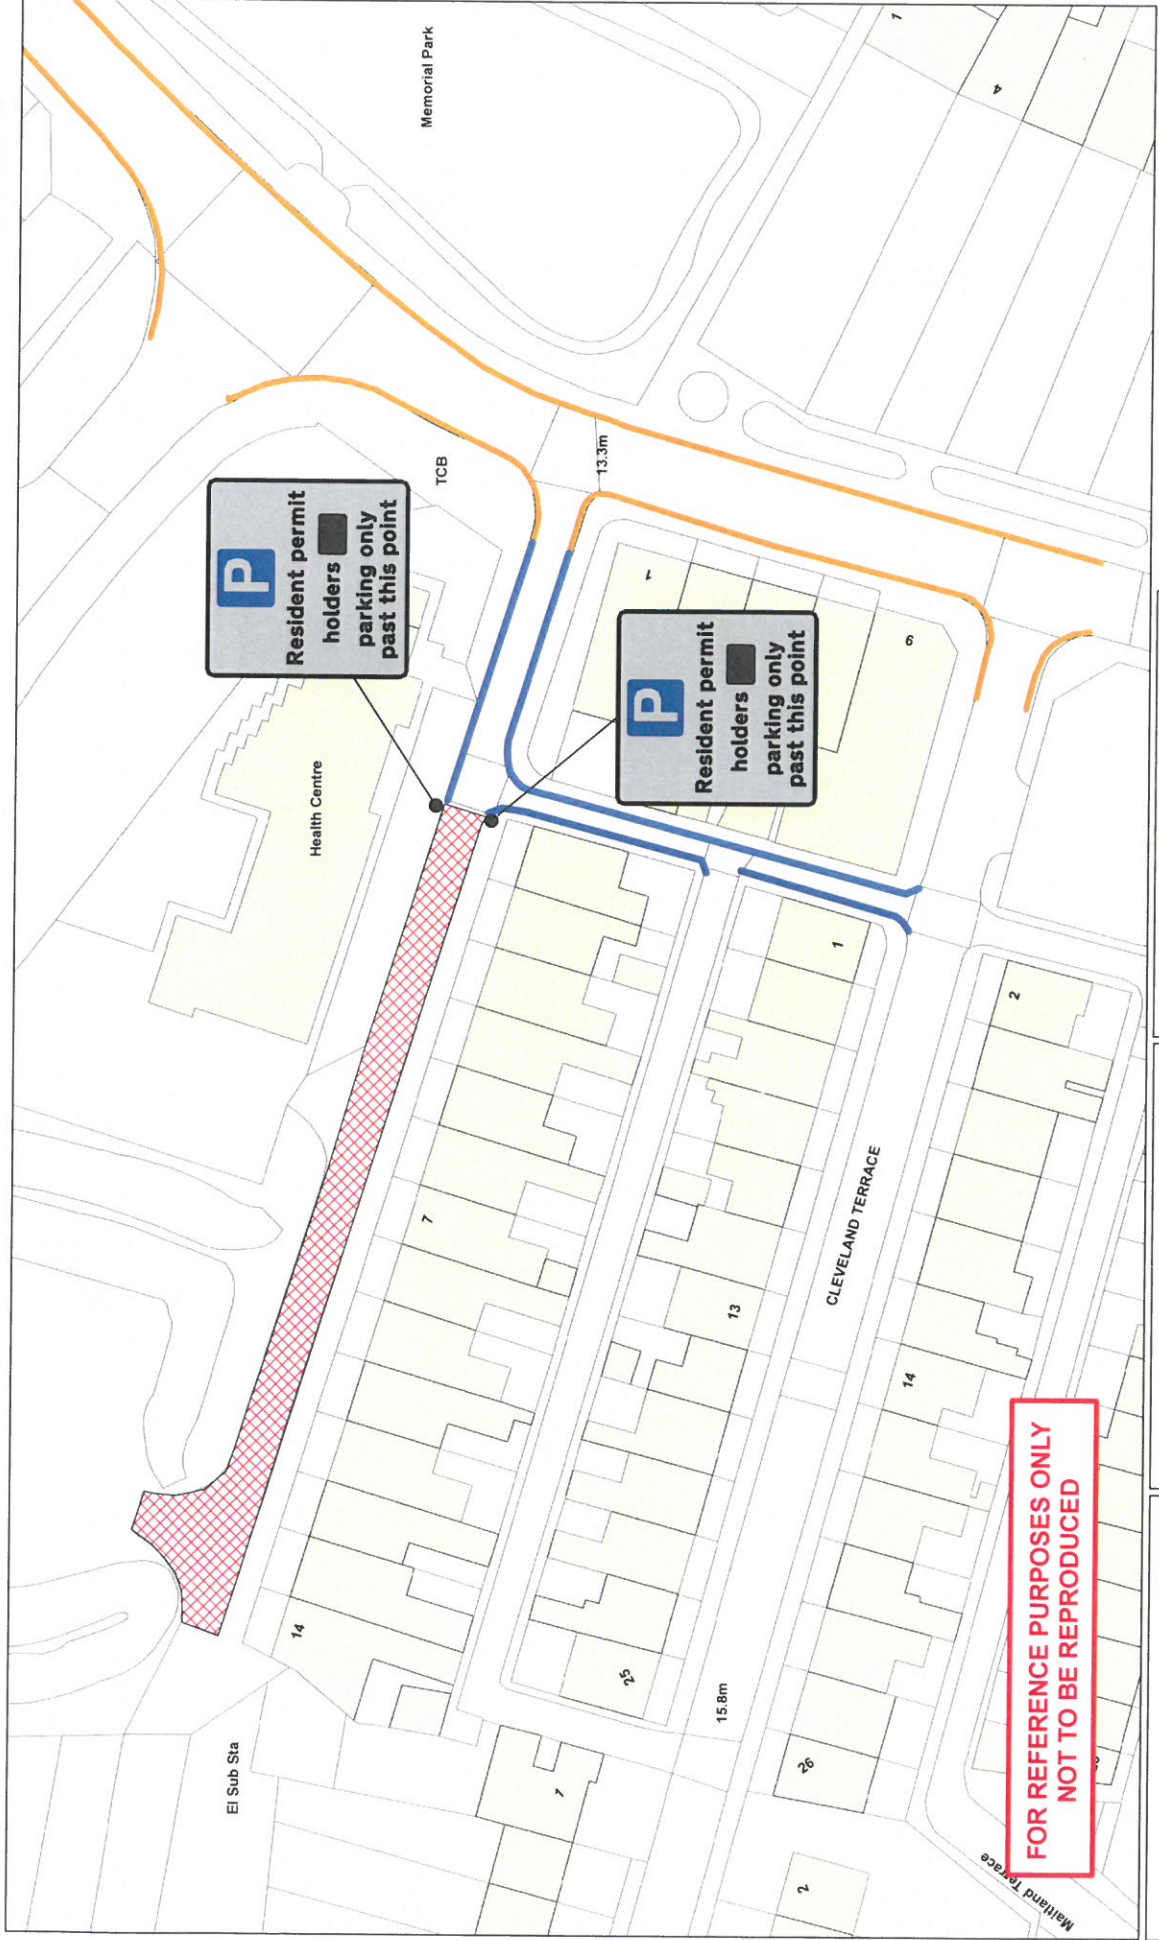 Memorial Park
1
4
TCB
13.3m
P
Resident permit
holders
parking only
past this point
P
Resident permit
holders
parking only
past this point
1
9
Health Centre
1
2
7
13
14
CLEVELAND TERRACE
14
25
15.8m
26
El Sub Sta
1
2
Maitland Terrace
FOR REFERENCE PURPOSES ONLY
NOT TO BE REPRODUCED